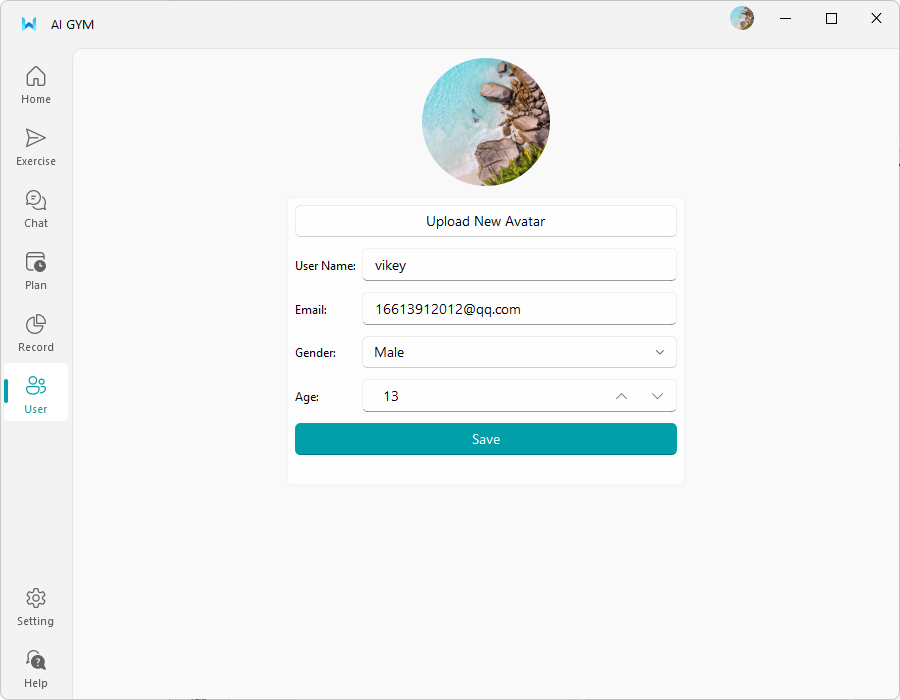 AI GYM
Home
Exercise
Chat
Plan
Record
User
Setting
Help
Upload New Avatar
User Name: vikey
Email: 16613912012@qq.com
Gender: Male
Age: 13
Save